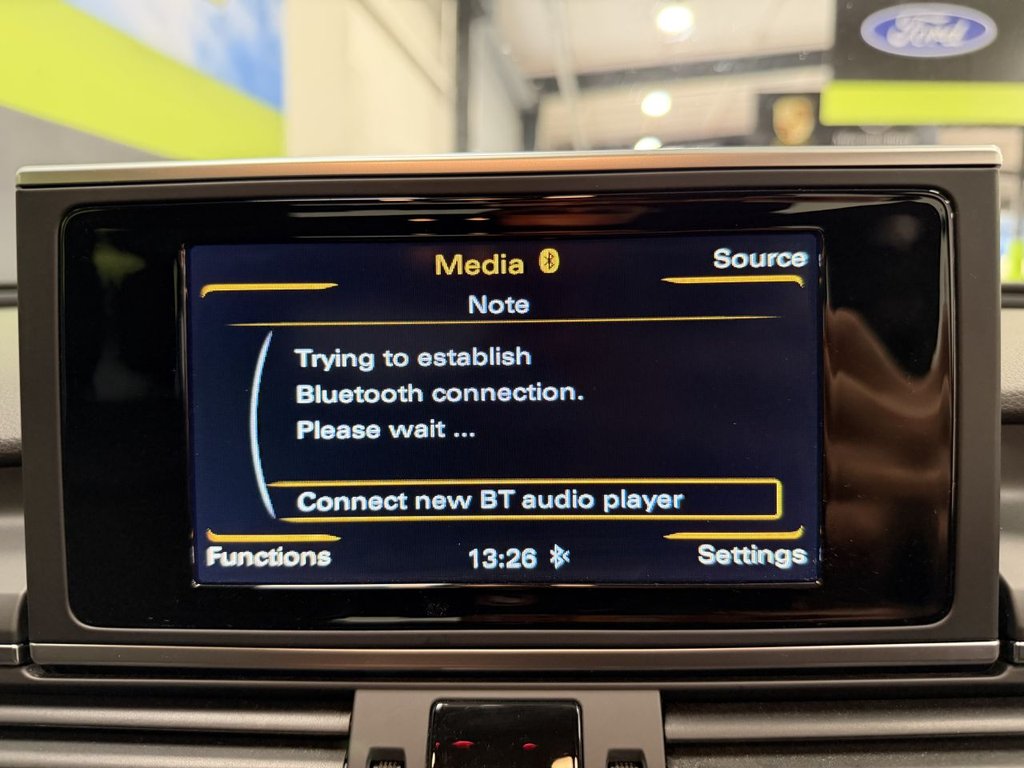 Ford
Media
Source
Note
Trying to establish
Bluetooth connection.
Please wait ...
Connect new BT audio player
Functions
13:26
Settings